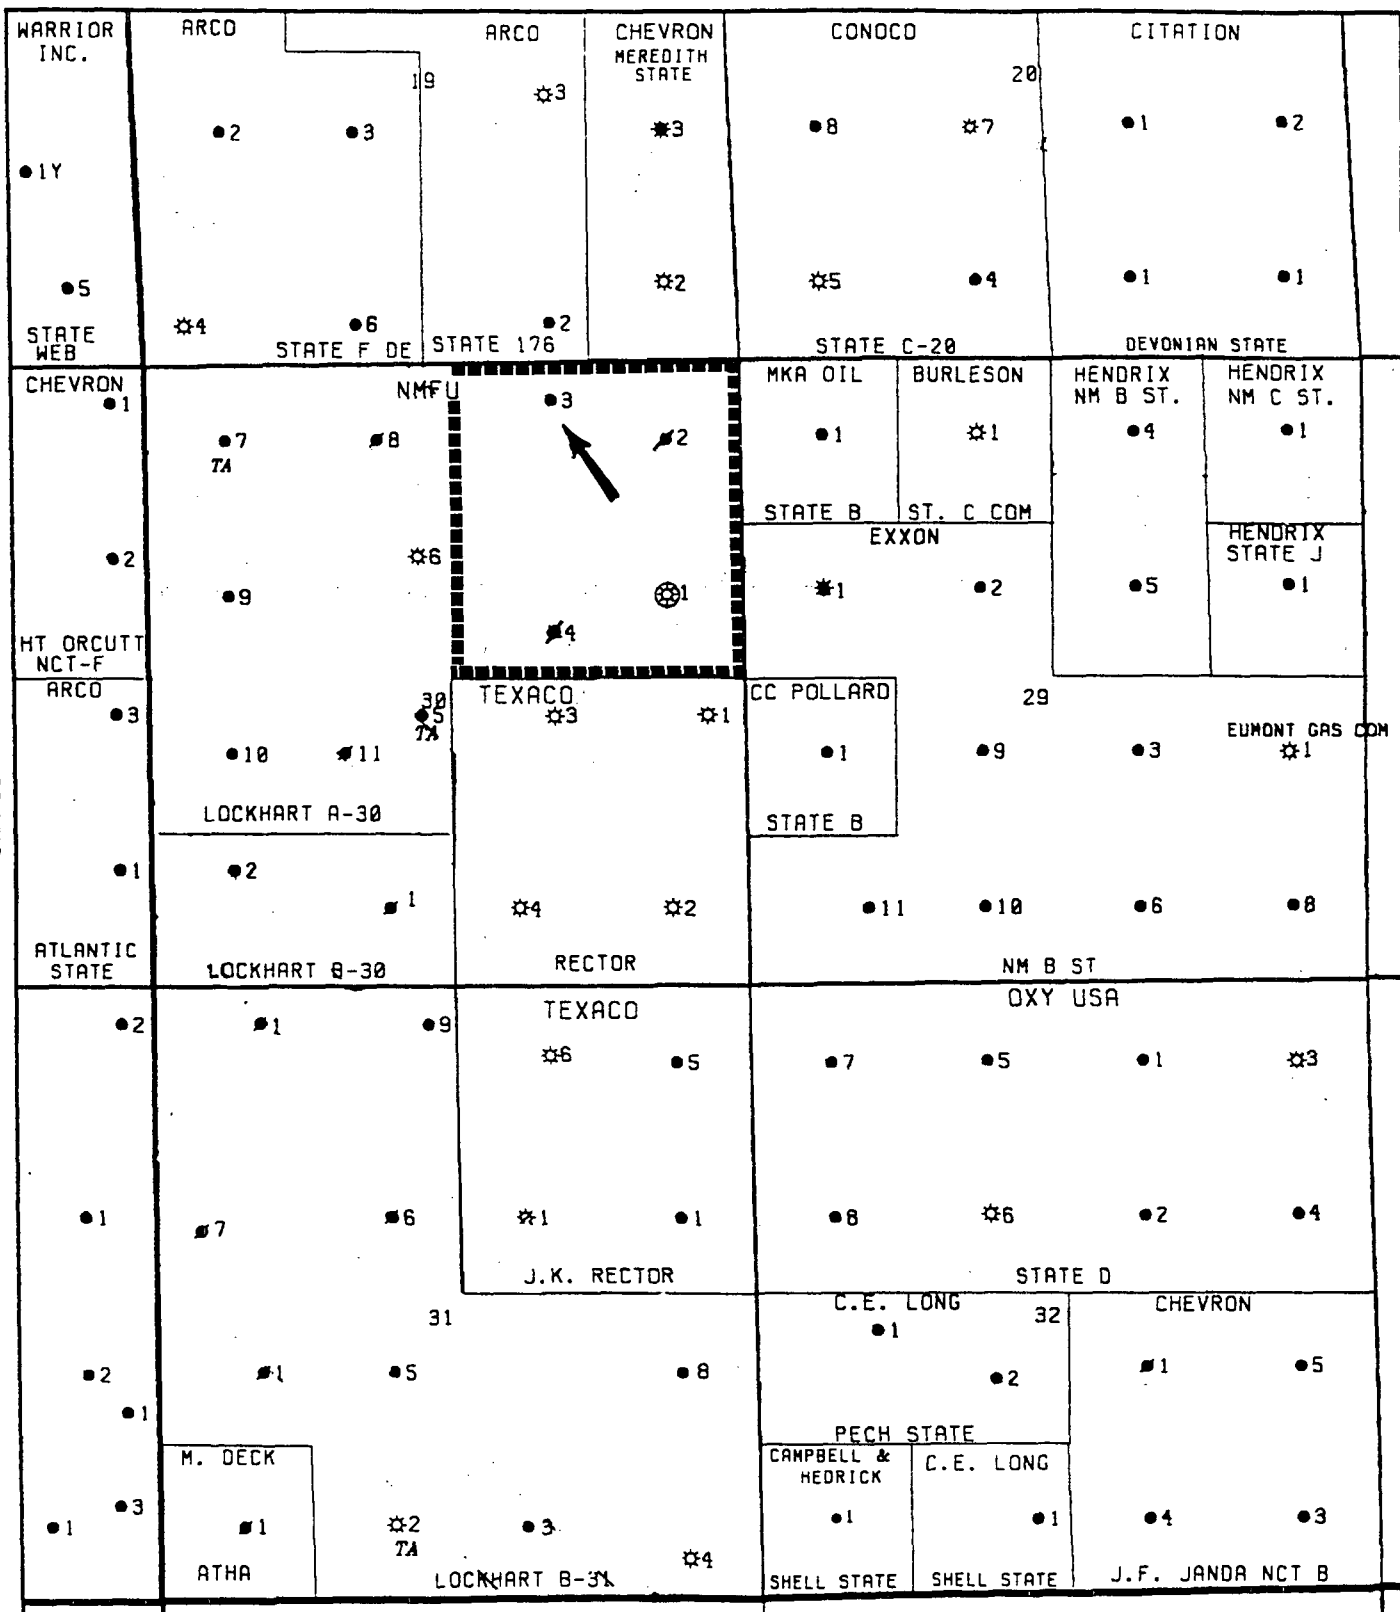 WARRIOR
INC.
ARCO
ARCO
CHEVRON
MEREDITH
STATE
CONOCO
CITATION
19
20
3
2
3
3
8
7
1
2
1Y
5
2
5
4
1
1
4
6
2
STATE
WEB
STATE F DE
STATE 176
STATE C-20
DEVONIAN STATE
CHEVRON
1
NMFU
3
MKA OIL
BURLESON
HENDRIX
NM B ST.
HENDRIX
NM C ST.
7
TA
8
2
1
1
4
1
STATE B
ST. C COM
EXXON
HENDRIX
STATE J
2
6
9
1
1
2
5
1
4
HT ORCUTT
NCT-F
ARCO
30
TEXACO
CC POLLARD
29
3
5
TA
3
1
EUMONT GAS COM
10
11
1
9
3
1
LOCKHART A-30
STATE B
1
2
1
4
2
11
10
6
8
ATLANTIC
STATE
LOCKHART B-30
RECTOR
NM B ST
TEXACO
OXY USA
2
1
9
6
5
7
5
1
3
1
7
6
1
1
8
6
2
4
J.K. RECTOR
STATE D
31
C.E. LONG
32
CHEVRON
1
2
1
5
8
2
1
5
1
PECH STATE
M. DECK
CAMPBELL &
HEDRICK
C.E. LONG
3
1
1
2
TA
3
4
1
1
4
3
ATHA
LOCKHART B-31
SHELL STATE
SHELL STATE
J.F. JANDA NCT B